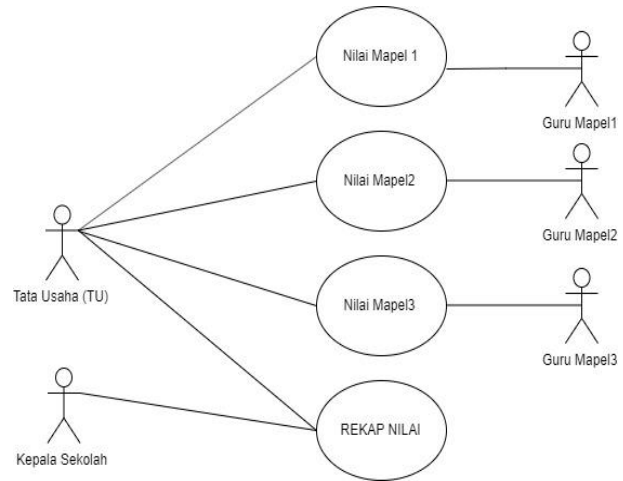 Nilai Mapel 1
Guru Mapel1
Nilai Mapel2
Guru Mapel2
Tata Usaha (TU)
Nilai Mapel3
Guru Mapel3
REKAP NILAI
Kepala Sekolah